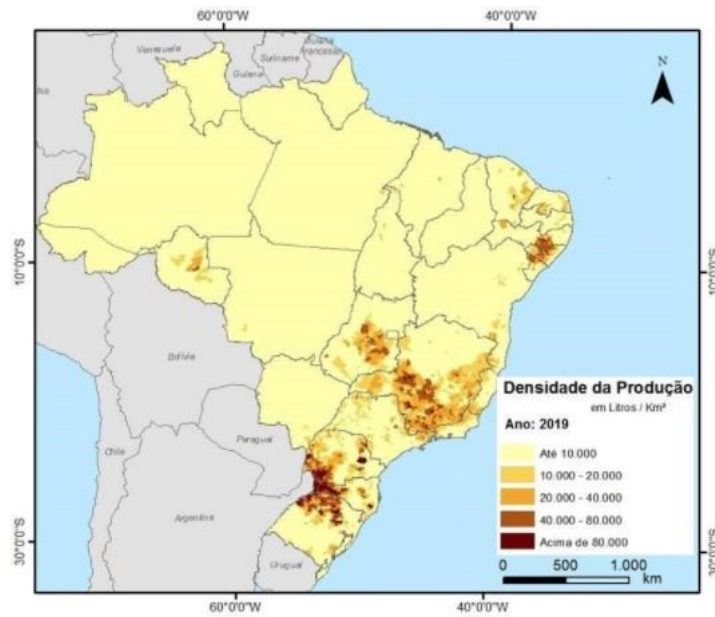 60°0'0"W
40°0'0"W
Venezuela
Suriname
Guiana
Francesa
Guiana
N
10°0'0"S
10°0'0"S
Bolívia
Paraguai
Chile
Argentina
Uruguai
30°0'0"S
30°0'0"S
Densidade da Produção
em Litros / Km²
Ano: 2019
Até 10.000
10.000 - 20.000
20.000 - 40.000
40.000 - 80.000
Acima de 80.000
0 500 1.000
km
60°0'0"W
40°0'0"W